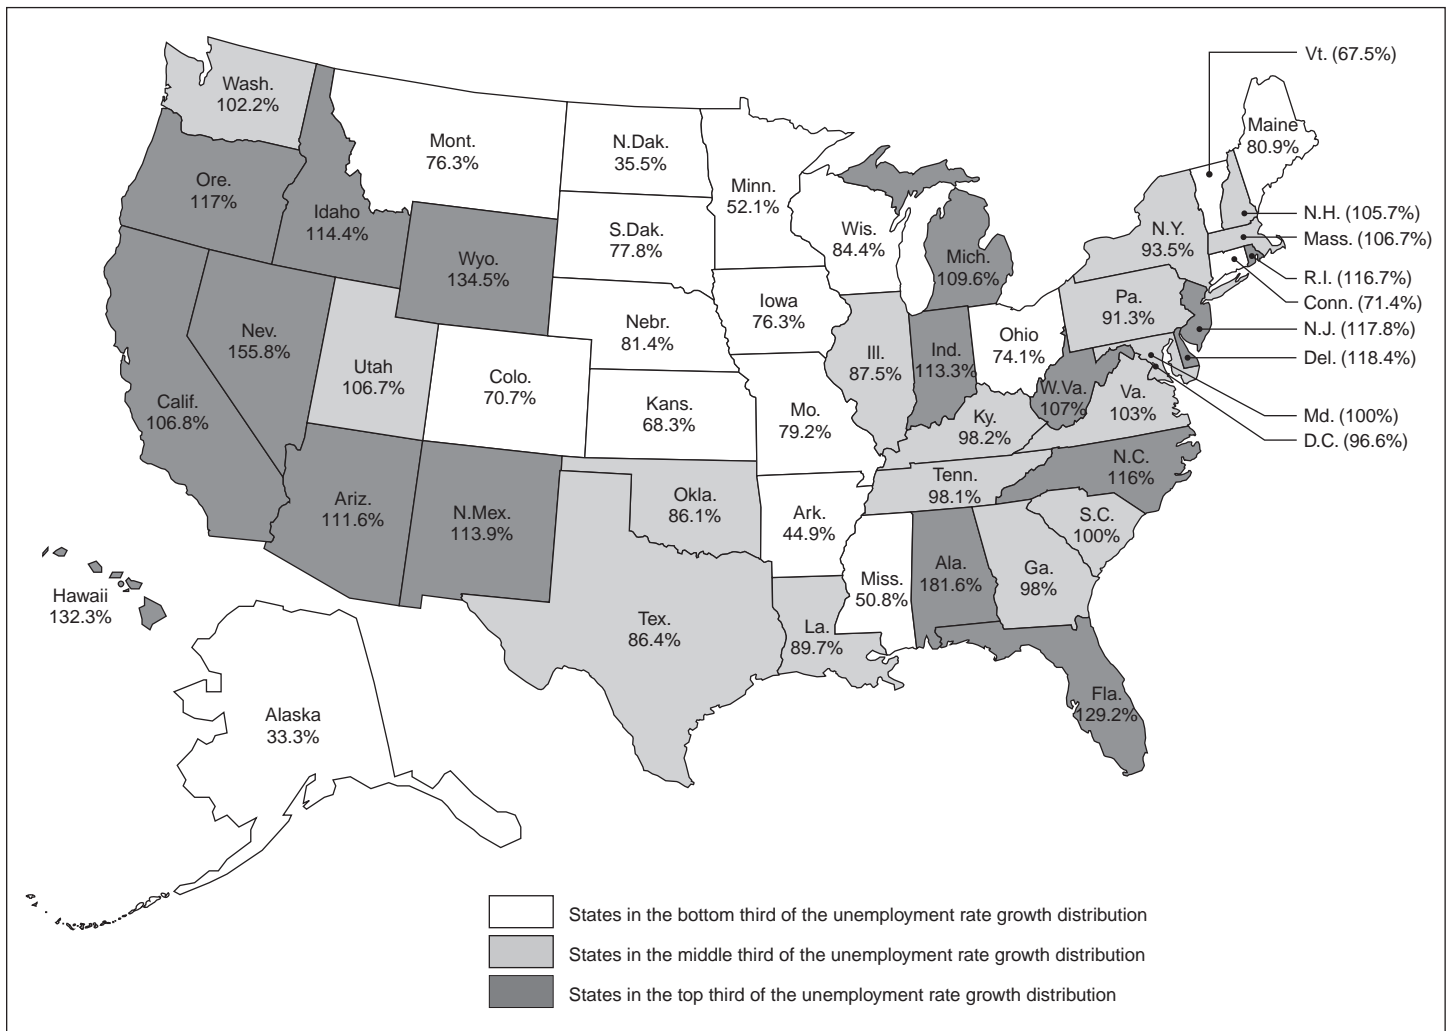 Vt. (67.5%)
Wash.
102.2%
Maine
80.9%
Mont.
76.3%
N.Dak.
35.5%
Minn.
52.1%
Ore.
117%
Idaho
114.4%
N.H. (105.7%)
S.Dak.
77.8%
Wis.
84.4%
N.Y.
93.5%
Mass. (106.7%)
Wyo.
134.5%
Mich.
109.6%
R.I. (116.7%)
Conn. (71.4%)
Iowa
76.3%
Pa.
91.3%
Nebr.
81.4%
N.J. (117.8%)
Nev.
155.8%
Ohio
74.1%
Ill.
87.5%
Ind.
113.3%
Del. (118.4%)
Utah
106.7%
Colo.
70.7%
W.Va.
107%
Va.
103%
Calif.
106.8%
Kans.
68.3%
Mo.
79.2%
Ky.
98.2%
Md. (100%)
D.C. (96.6%)
N.C.
116%
Tenn.
98.1%
Ariz.
111.6%
N.Mex.
113.9%
Okla.
86.1%
Ark.
44.9%
S.C.
100%
Ala.
181.6%
Ga.
98%
Miss.
50.8%
Hawaii
132.3%
Tex.
86.4%
La.
89.7%
Fla.
129.2%
Alaska
33.3%
States in the bottom third of the unemployment rate growth distribution
States in the middle third of the unemployment rate growth distribution
States in the top third of the unemployment rate growth distribution